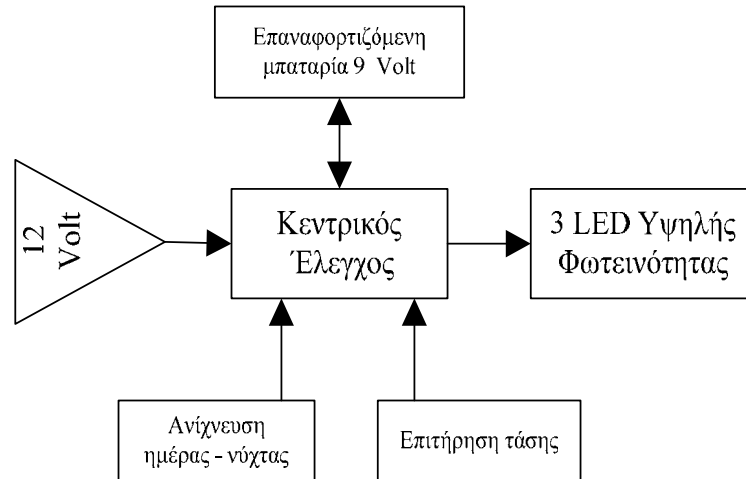 Επαναφορτιζόμενη
μπαταρία 9 Volt
12
Volt
Κεντρικός
Έλεγχος
3 LED Υψηλής
Φωτεινότητας
Ανίχνευση
ημέρας - νύχτας
Επιτήρηση τάσης